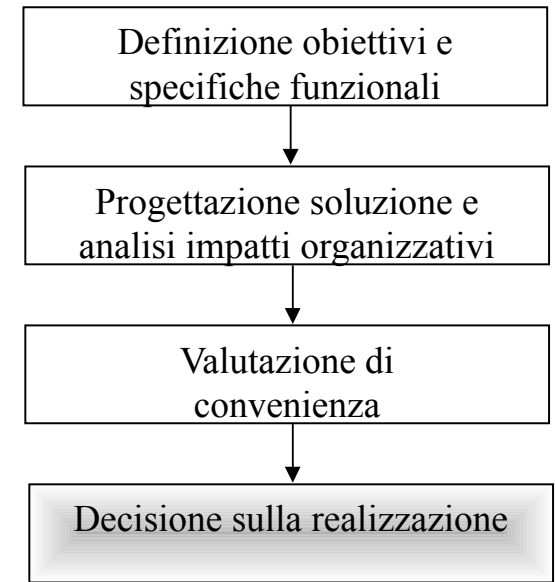 Definizione obiettivi e
specifiche funzionali
Progettazione soluzione e
analisi impatti organizzativi
Valutazione di
convenienza
Decisione sulla realizzazione